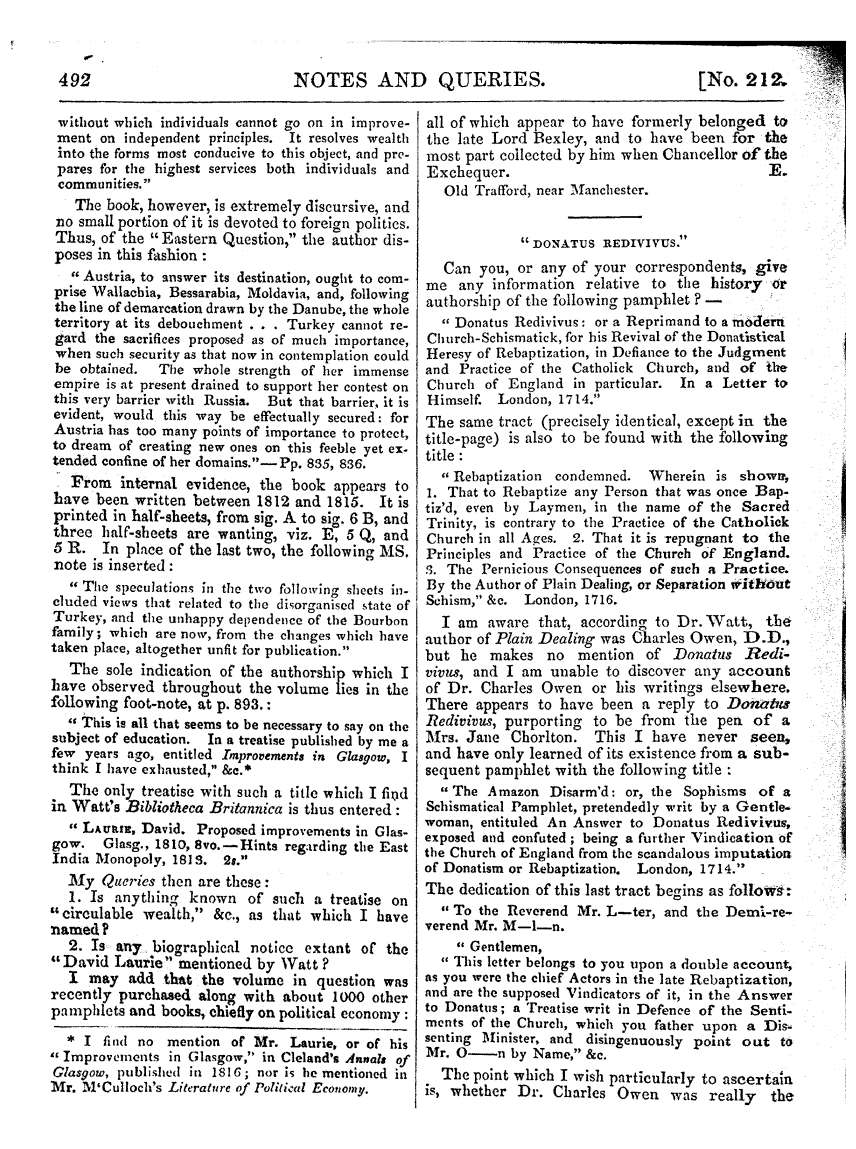 492 NOTES AND QUERIES. [No. 212.
without which individuals cannot go on in improve-
ment on independent principles. It resolves wealth
into the forms most conducive to this object, and pre-
pares for the highest services both individuals and
communities."
The book, however, is extremely discursive, and
no small portion of it is devoted to foreign politics.
Thus, of the "Eastern Question," the author dis-
poses in this fashion:
"Austria, to answer its destination, ought to com-
prise Wallachia, Bessarabia, Moldavia, and, following
the line of demarcation drawn by the Danube, the whole
territory at its debouchment . . . Turkey cannot re-
gard the sacrifices proposed as of much importance,
when such security as that now in contemplation could
be obtained. The whole strength of her immense
empire is at present drained to support her contest on
this very barrier with Russia. But that barrier, it is
evident, would this way be effectually secured: for
Austria has too many points of importance to protect,
to dream of creating new ones on this feeble yet ex-
tended confine of her domains."—Pp. 835, 836.
From internal evidence, the book appears to
have been written between 1812 and 1815. It is
printed in half-sheets, from sig. A to sig. 6 B, and
three half-sheets are wanting, viz. E, 5 Q, and
5 R. In place of the last two, the following MS.
note is inserted:
"The speculations in the two following sheets in-
cluded views that related to the disorganised state of
Turkey, and the unhappy dependence of the Bourbon
family; which are now, from the changes which have
taken place, altogether unfit for publication."
The sole indication of the authorship which I
have observed throughout the volume lies in the
following foot-note, at p. 893.:
"This is all that seems to be necessary to say on the
subject of education. In a treatise published by me a
few years ago, entitled Improvements in Glasgow, I
think I have exhausted," &c.*
The only treatise with such a title which I find
in Watt's Bibliotheca Britannica is thus entered:
"LAURIE, David. Proposed improvements in Glas-
gow. Glasg., 1810, 8vo.—Hints regarding the East
India Monopoly, 1813. 2s."
My Queries then are these:
1. Is anything known of such a treatise on
"circulable wealth," &c., as that which I have
named?
2. Is any biographical notice extant of the
"David Laurie" mentioned by Watt?
I may add that the volume in question was
recently purchased along with about 1000 other
pamphlets and books, chiefly on political economy:
* I find no mention of Mr. Laurie, or of his
"Improvements in Glasgow," in Cleland's Annals of
Glasgow, published in 1816; nor is he mentioned in
Mr. M'Culloch's Literature of Political Economy.
all of which appear to have formerly belonged to
the late Lord Bexley, and to have been for the
most part collected by him when Chancellor of the
Exchequer. E.
Old Trafford, near Manchester.
"DONATUS REDIVIVUS."
Can you, or any of your correspondents, give
me any information relative to the history or
authorship of the following pamphlet?—
"Donatus Redivivus: or a Reprimand to a modern
Church-Schismatick, for his Revival of the Donatistical
Heresy of Rebaptization, in Defiance to the Judgment
and Practice of the Catholick Church, and of the
Church of England in particular. In a Letter to
Himself. London, 1714."
The same tract (precisely identical, except in the
title-page) is also to be found with the following
title:
"Rebaptization condemned. Wherein is shown,
1. That to Rebaptize any Person that was once Bap-
tiz'd, even by Laymen, in the name of the Sacred
Trinity, is contrary to the Practice of the Catholick
Church in all Ages. 2. That it is repugnant to the
Principles and Practice of the Church of England.
3. The Pernicious Consequences of such a Practice.
By the Author of Plain Dealing, or Separation without
Schism," &c. London, 1716.
I am aware that, according to Dr. Watt, the
author of Plain Dealing was Charles Owen, D.D.,
but he makes no mention of Donatus Redi-
vivus, and I am unable to discover any account
of Dr. Charles Owen or his writings elsewhere.
There appears to have been a reply to Donatus
Redivivus, purporting to be from the pen of a
Mrs. Jane Chorlton. This I have never seen,
and have only learned of its existence from a sub-
sequent pamphlet with the following title:
"The Amazon Disarm'd: or, the Sophisms of a
Schismatical Pamphlet, pretendedly writ by a Gentle-
woman, entituled An Answer to Donatus Redivivus,
exposed and confuted; being a further Vindication of
the Church of England from the scandalous imputation
of Donatism or Rebaptization. London, 1714."
The dedication of this last tract begins as follows:
"To the Reverend Mr. L—ter, and the Demi-re-
verend Mr. M—l—n.
"Gentlemen,
"This letter belongs to you upon a double account,
as you were the chief Actors in the late Rebaptization,
and are the supposed Vindicators of it, in the Answer
to Donatus; a Treatise writ in Defence of the Senti-
ments of the Church, which you father upon a Dis-
senting Minister, and disingenuously point out to
Mr. O——n by Name," &c.
The point which I wish particularly to ascertain
is, whether Dr. Charles Owen was really the